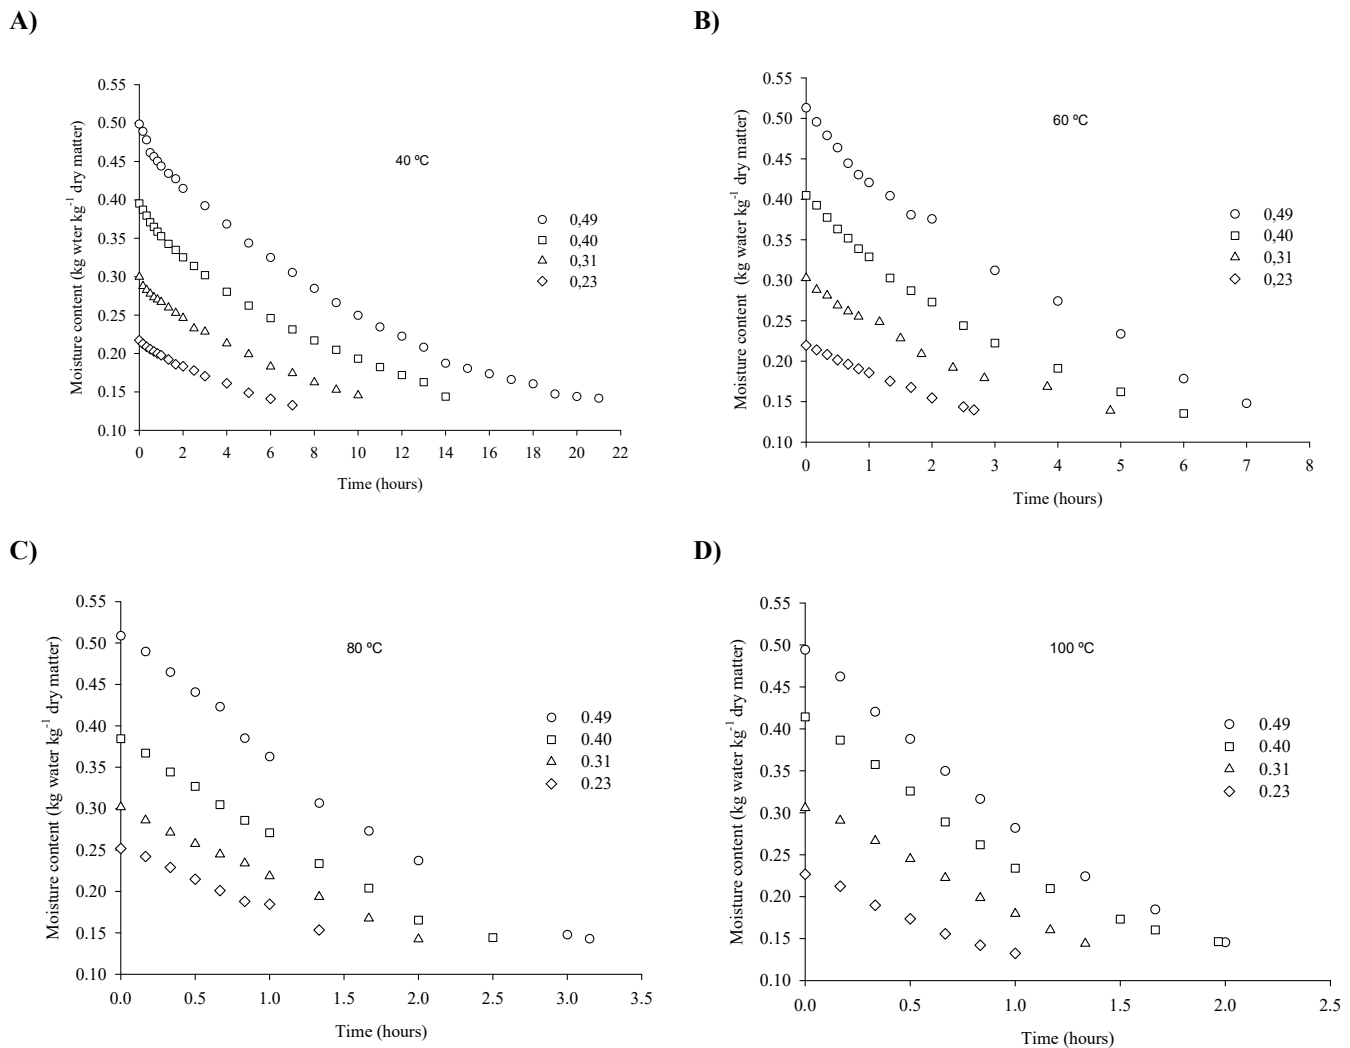 A)
0.55
0.50
0.45
0.40
0.35
0.30
0.25
0.20
0.15
0.10
Moisture content (kg wter kg-1 dry matter)
40 ºC
0,49
0,40
0,31
0,23
0 2 4 6 8 10 12 14 16 18 20 22
Time (hours)
B)
0.55
0.50
0.45
0.40
0.35
0.30
0.25
0.20
0.15
0.10
Moisture content (kg water kg-1 dry matter)
60 ºC
0,49
0,40
0,31
0,23
0 1 2 3 4 5 6 7 8
Time (hours)
C)
0.55
0.50
0.45
0.40
0.35
0.30
0.25
0.20
0.15
0.10
Moisture content (kg water kg-1 dry matter)
80 ºC
0.49
0.40
0.31
0.23
0.0 0.5 1.0 1.5 2.0 2.5 3.0 3.5
Time (hours)
D)
0.55
0.50
0.45
0.40
0.35
0.30
0.25
0.20
0.15
0.10
Moisture content (kg water kg-1 dry matter)
100 ºC
0.49
0.40
0.31
0.23
0.0 0.5 1.0 1.5 2.0 2.5
Time (hours)